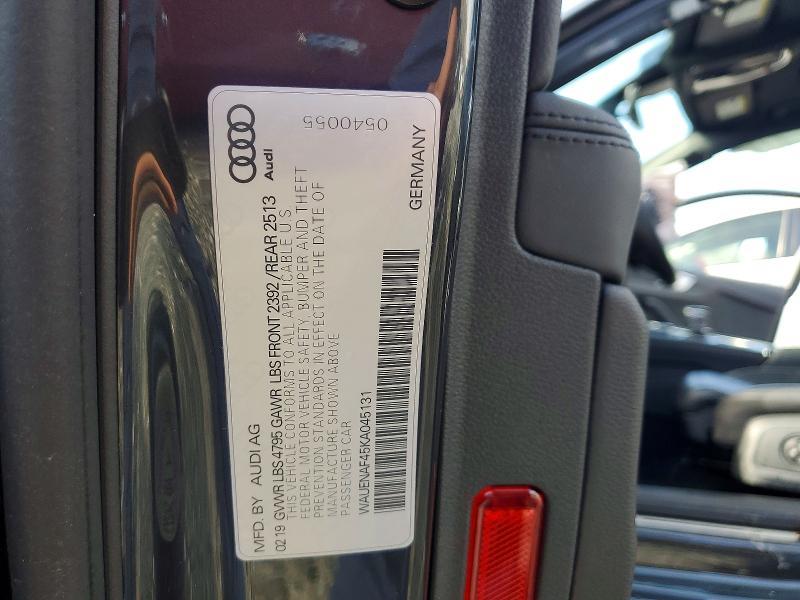 Audi
0540055
MFD. BY AUDI AG
GERMANY
02 19 GVWR LBS 4795 GAWR LBS FRONT 2392 / REAR 2513
THIS VEHICLE CONFORMS TO ALL APPLICABLE U.S.
FEDERAL MOTOR VEHICLE SAFETY, BUMPER AND THEFT
PREVENTION STANDARDS IN EFFECT ON THE DATE OF
MANUFACTURE SHOWN ABOVE
PASSENGER CAR
WAUENAF45KA045131